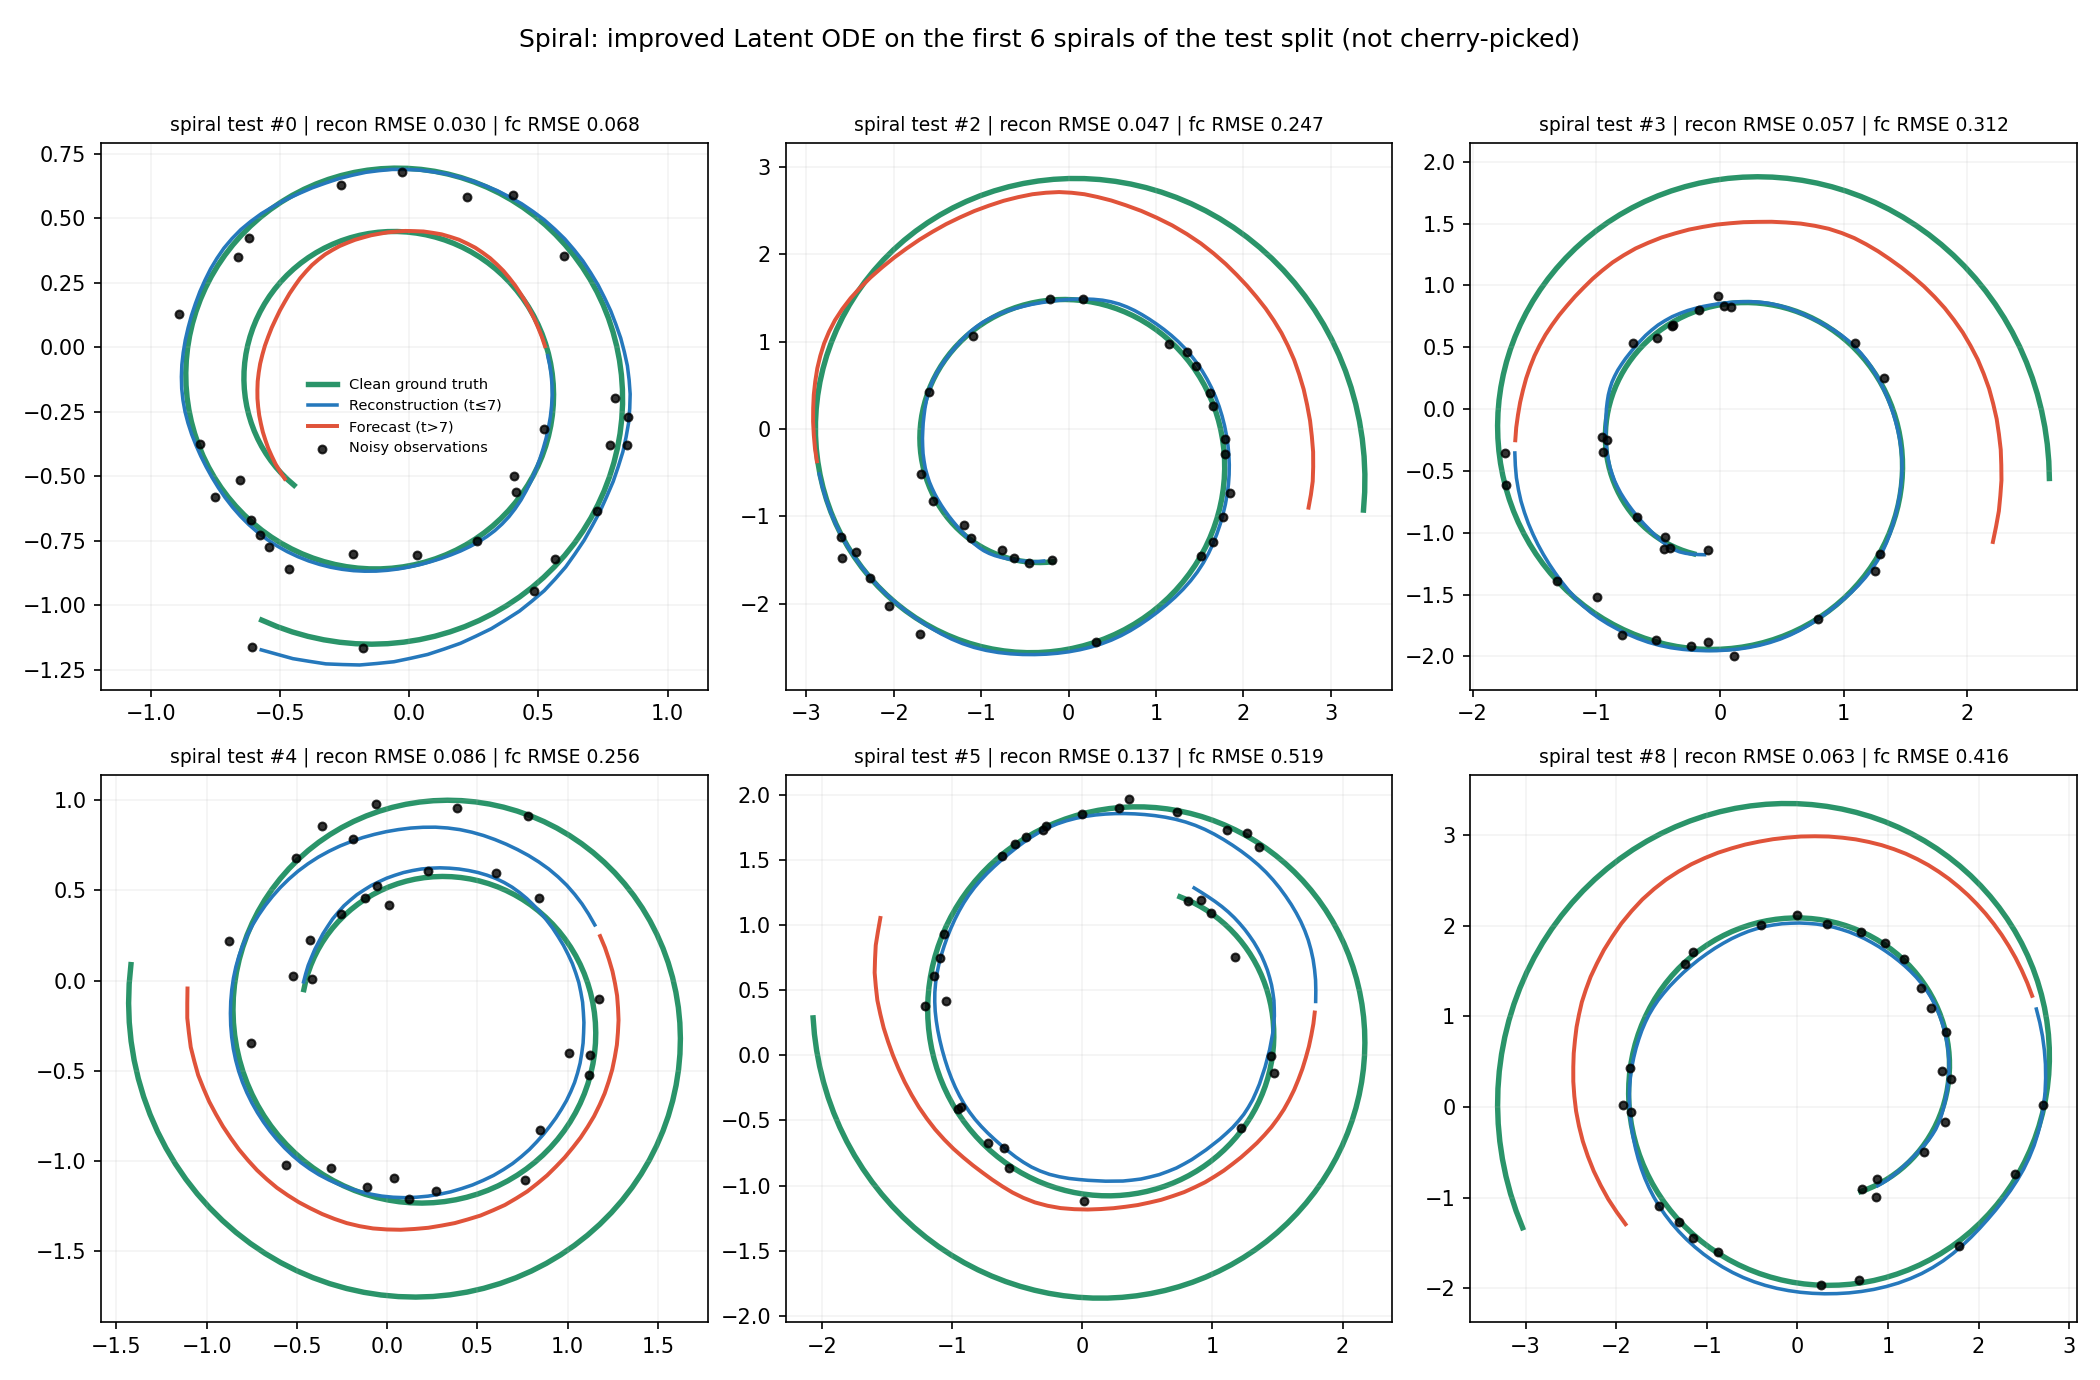 Spiral: improved Latent ODE on the first 6 spirals of the test split (not cherry-picked)
spiral test #0 | recon RMSE 0.030 | fc RMSE 0.068
0.75
0.50
0.25
0.00
−0.25
−0.50
−0.75
−1.00
−1.25
−1.0 −0.5 0.0 0.5 1.0
Clean ground truth
Reconstruction (t≤7)
Forecast (t>7)
Noisy observations
spiral test #2 | recon RMSE 0.047 | fc RMSE 0.247
3
2
1
0
−1
−2
−3 −2 −1 0 1 2 3
spiral test #3 | recon RMSE 0.057 | fc RMSE 0.312
2.0
1.5
1.0
0.5
0.0
−0.5
−1.0
−1.5
−2.0
−2 −1 0 1 2
spiral test #4 | recon RMSE 0.086 | fc RMSE 0.256
1.0
0.5
0.0
−0.5
−1.0
−1.5
−1.5 −1.0 −0.5 0.0 0.5 1.0 1.5
spiral test #5 | recon RMSE 0.137 | fc RMSE 0.519
2.0
1.5
1.0
0.5
0.0
−0.5
−1.0
−1.5
−2.0
−2 −1 0 1 2
spiral test #8 | recon RMSE 0.063 | fc RMSE 0.416
3
2
1
0
−1
−2
−3 −2 −1 0 1 2 3